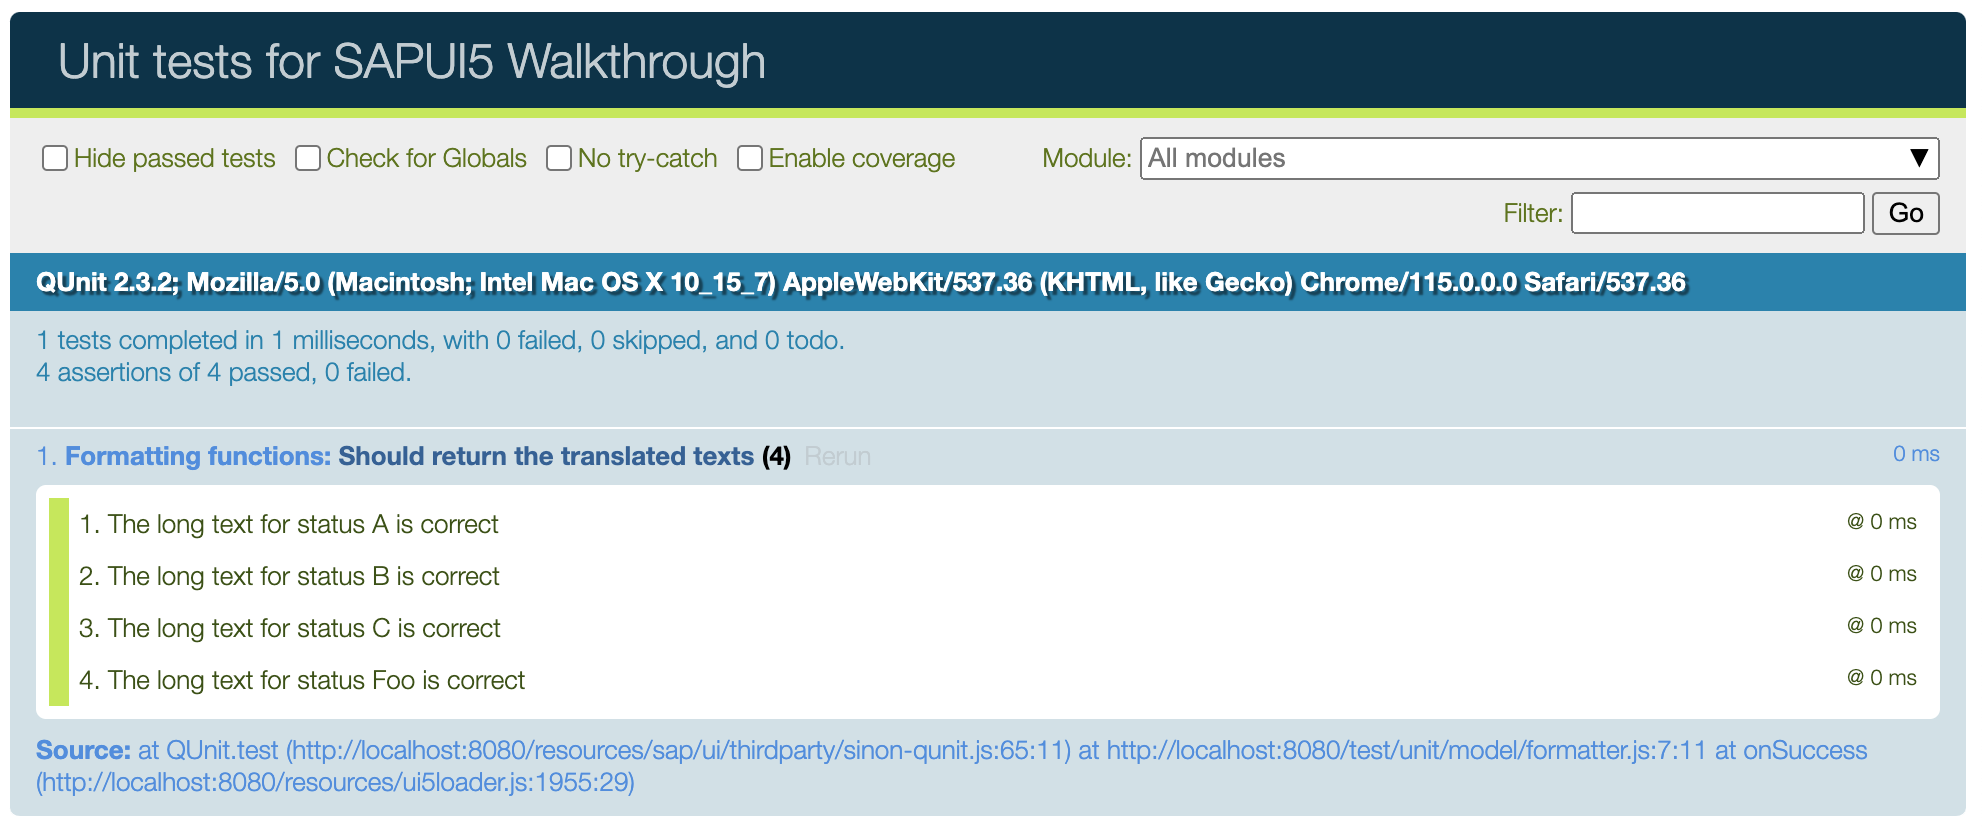 Unit tests for SAPUI5 Walkthrough
Hide passed tests Check for Globals No try-catch Enable coverage Module: All modules ▼
Filter: Go
QUnit 2.3.2; Mozilla/5.0 (Macintosh; Intel Mac OS X 10_15_7) AppleWebKit/537.36 (KHTML, like Gecko) Chrome/115.0.0.0 Safari/537.36
1 tests completed in 1 milliseconds, with 0 failed, 0 skipped, and 0 todo.
4 assertions of 4 passed, 0 failed.
1. Formatting functions: Should return the translated texts (4) Rerun 0 ms
1. The long text for status A is correct @ 0 ms
2. The long text for status B is correct @ 0 ms
3. The long text for status C is correct @ 0 ms
4. The long text for status Foo is correct @ 0 ms
Source: at QUnit.test (http://localhost:8080/resources/sap/ui/thirdparty/sinon-qunit.js:65:11) at http://localhost:8080/test/unit/model/formatter.js:7:11 at onSuccess
(http://localhost:8080/resources/ui5loader.js:1955:29)